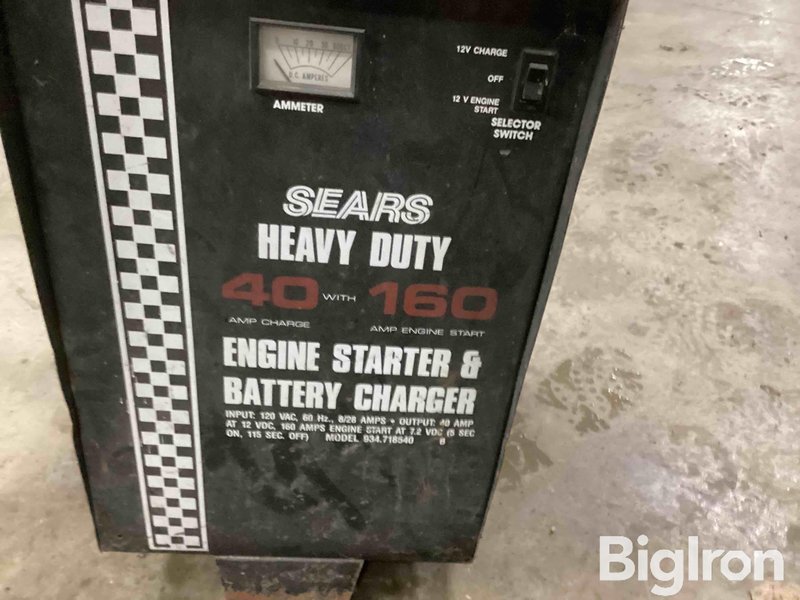 12V CHARGE
OFF
12 V ENGINE
START
SELECTOR
SWITCH
D.C. AMPERES
AMMETER
SEARS
HEAVY DUTY
40 WITH 160
AMP CHARGE AMP ENGINE START
ENGINE STARTER &
BATTERY CHARGER
INPUT: 120 VAC, 60 Hz., 8/28 AMPS • OUTPUT: 40 AMP
AT 12 VDC, 160 AMPS ENGINE START AT 7.2 VDC (5 SEC
ON, 115 SEC. OFF) MODEL 934.718540
BigIron